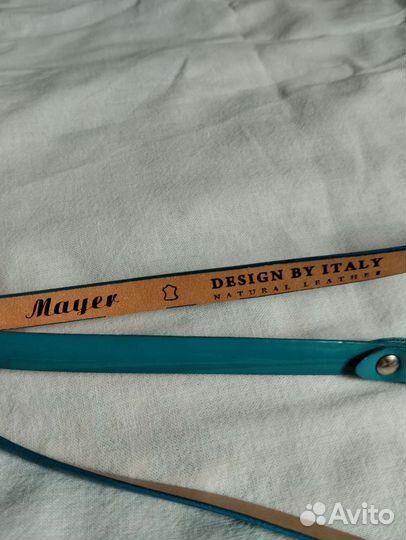 Mayer
DESIGN BY ITALY
NATURAL LEATHER
Avito